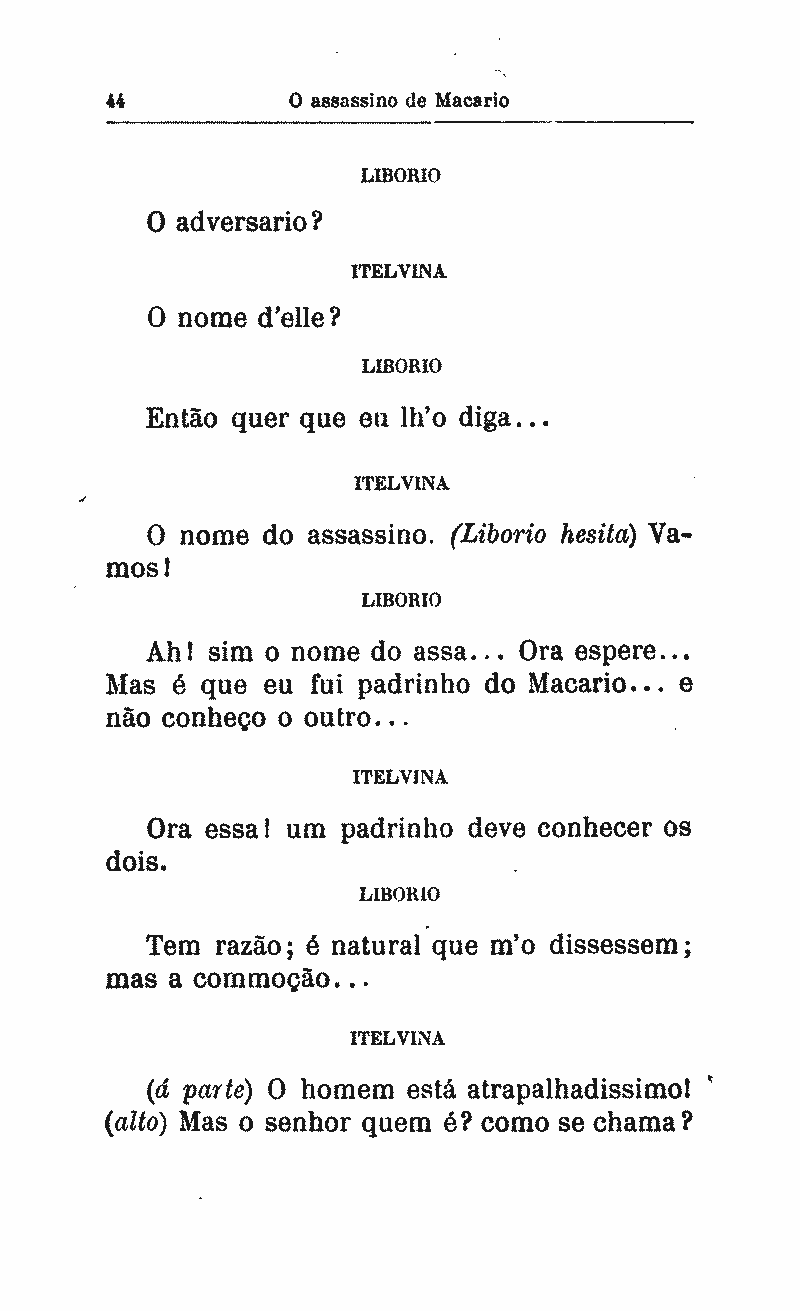 44 O assassino de Macario
LIBORIO
O adversario?
ITELVINA
O nome d'elle?
LIBORIO
Então quer que eu lh'o diga...
ITELVINA
O nome do assassino. (Liborio hesita) Va-
mos!
LIBORIO
Ah! sim o nome do assa... Ora espere...
Mas é que eu fui padrinho do Macario... e
não conheço o outro...
ITELVINA
Ora essa! um padrinho deve conhecer os
dois.
LIBORIO
Tem razão; é natural que m'o dissessem;
mas a commoção...
ITELVINA
(á parte) O homem está atrapalhadissimo!
(alto) Mas o senhor quem é? como se chama?